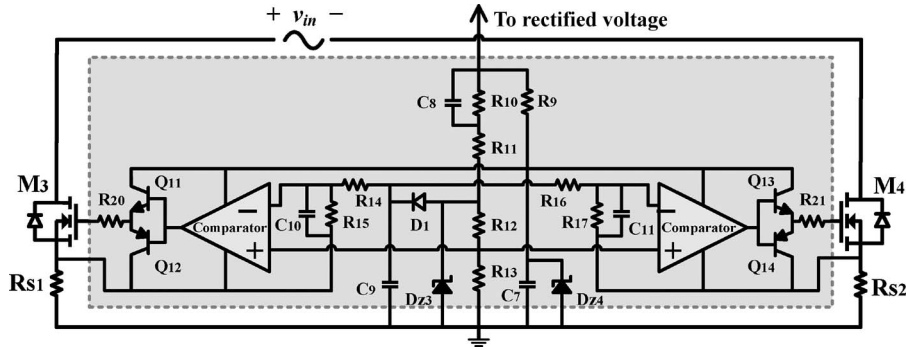 + vin −
To rectified voltage
C8
R10
R9
R11
M3
Q11
R20
Q12
Rs1
Comparator
−
+
R14
C10
R15
D1
C9
Dz3
R12
R13
C7
Dz4
R16
R17
C11
−
+
Comparator
Q13
R21
Q14
M4
Rs2